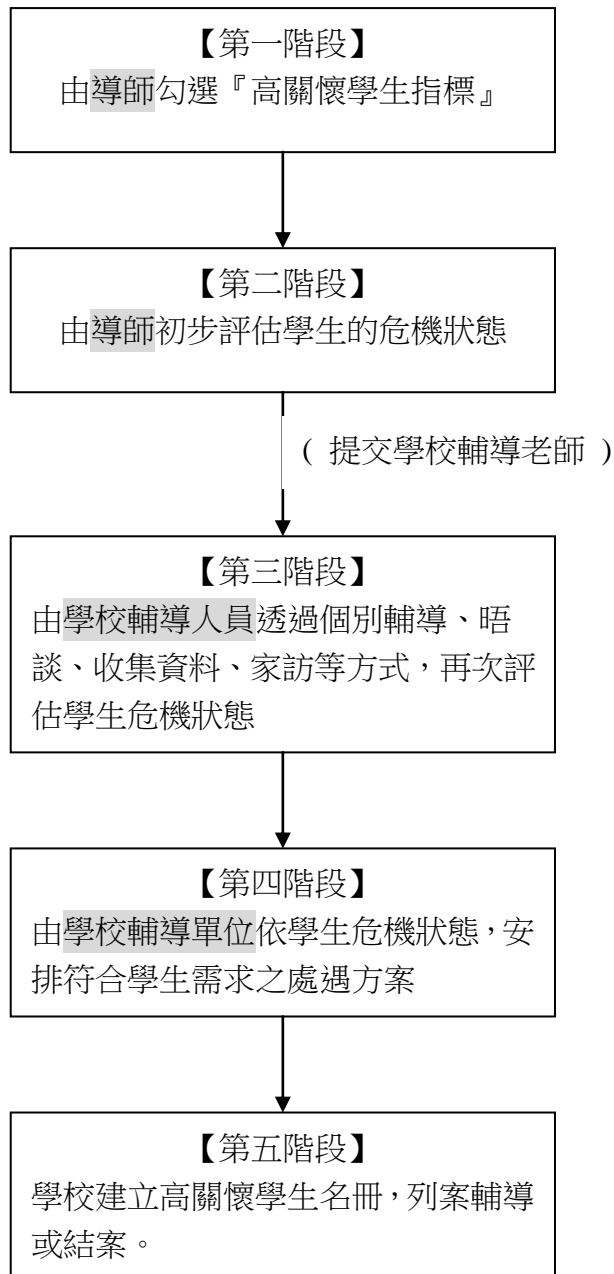 【第一階段】
由導師勾選『高關懷學生指標』
【第二階段】
由導師初步評估學生的危機狀態
( 提交學校輔導老師 )
【第三階段】
由學校輔導人員透過個別輔導、晤
談、收集資料、家訪等方式，再次評
估學生危機狀態
【第四階段】
由學校輔導單位依學生危機狀態，安
排符合學生需求之處遇方案
【第五階段】
學校建立高關懷學生名冊，列案輔導
或結案。